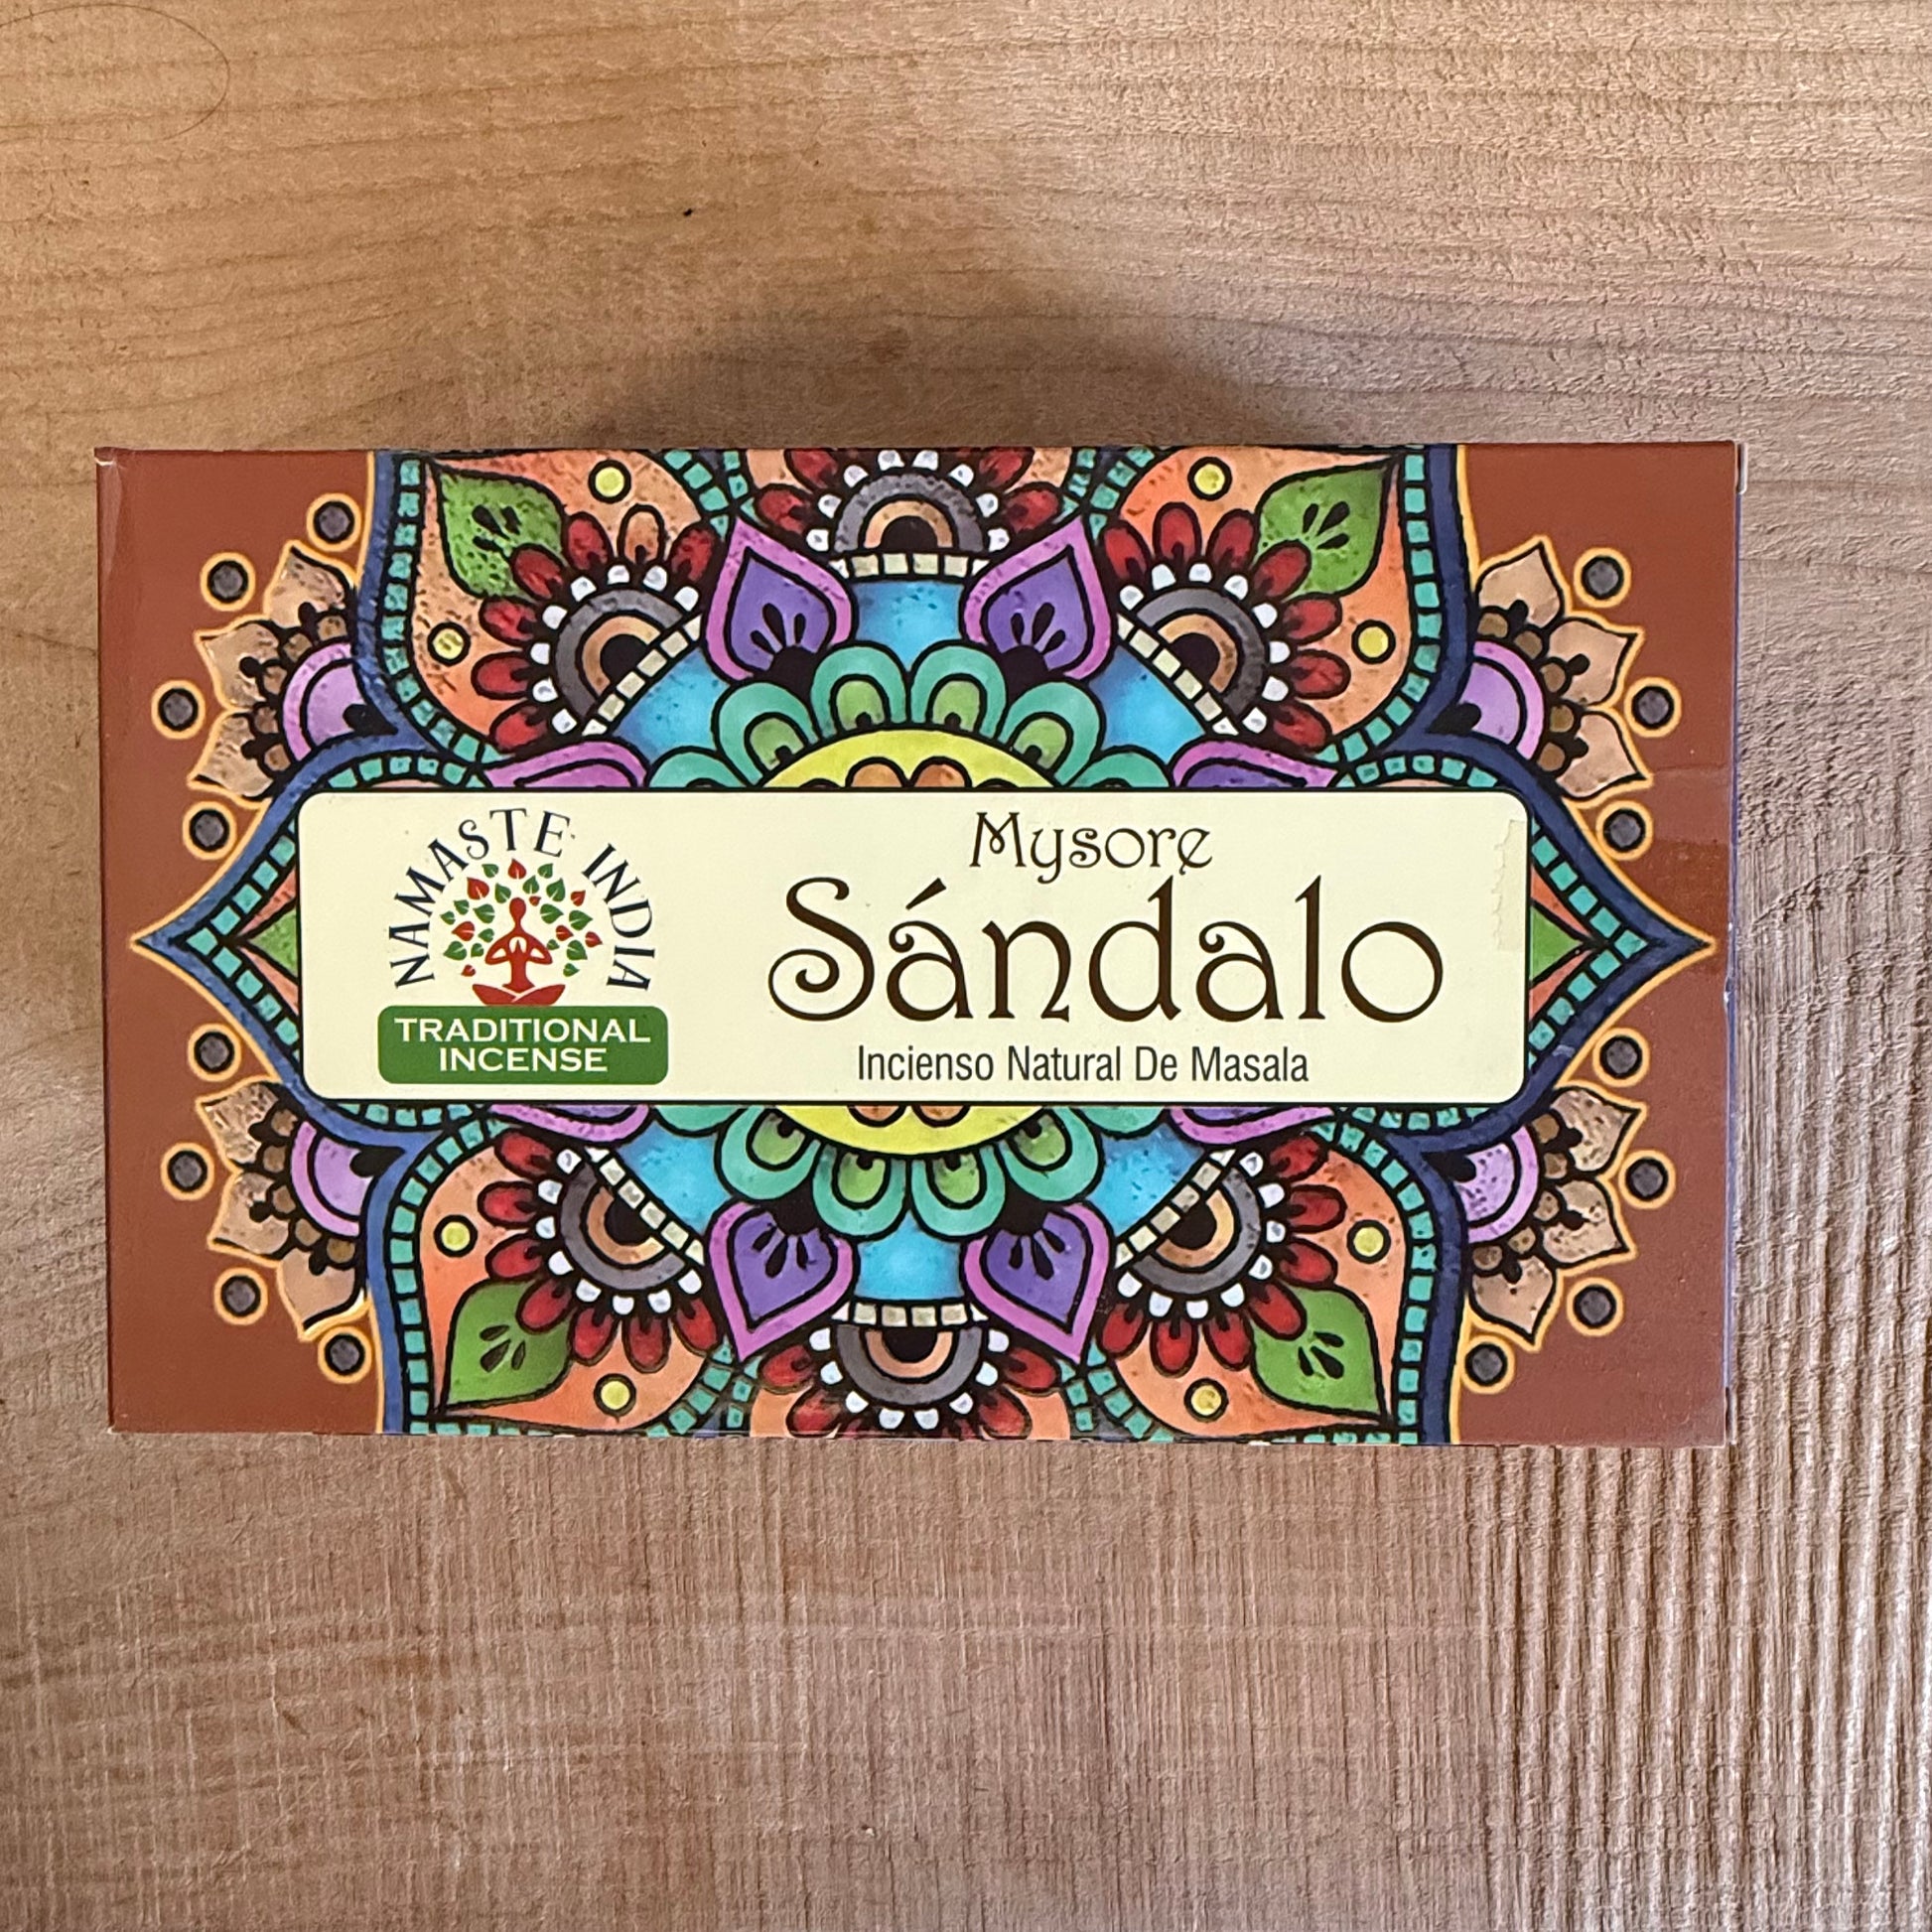 NAMASTE INDIA
TRADITIONAL
INCENSE
Mysore
Sándalo
Incienso Natural De Masala